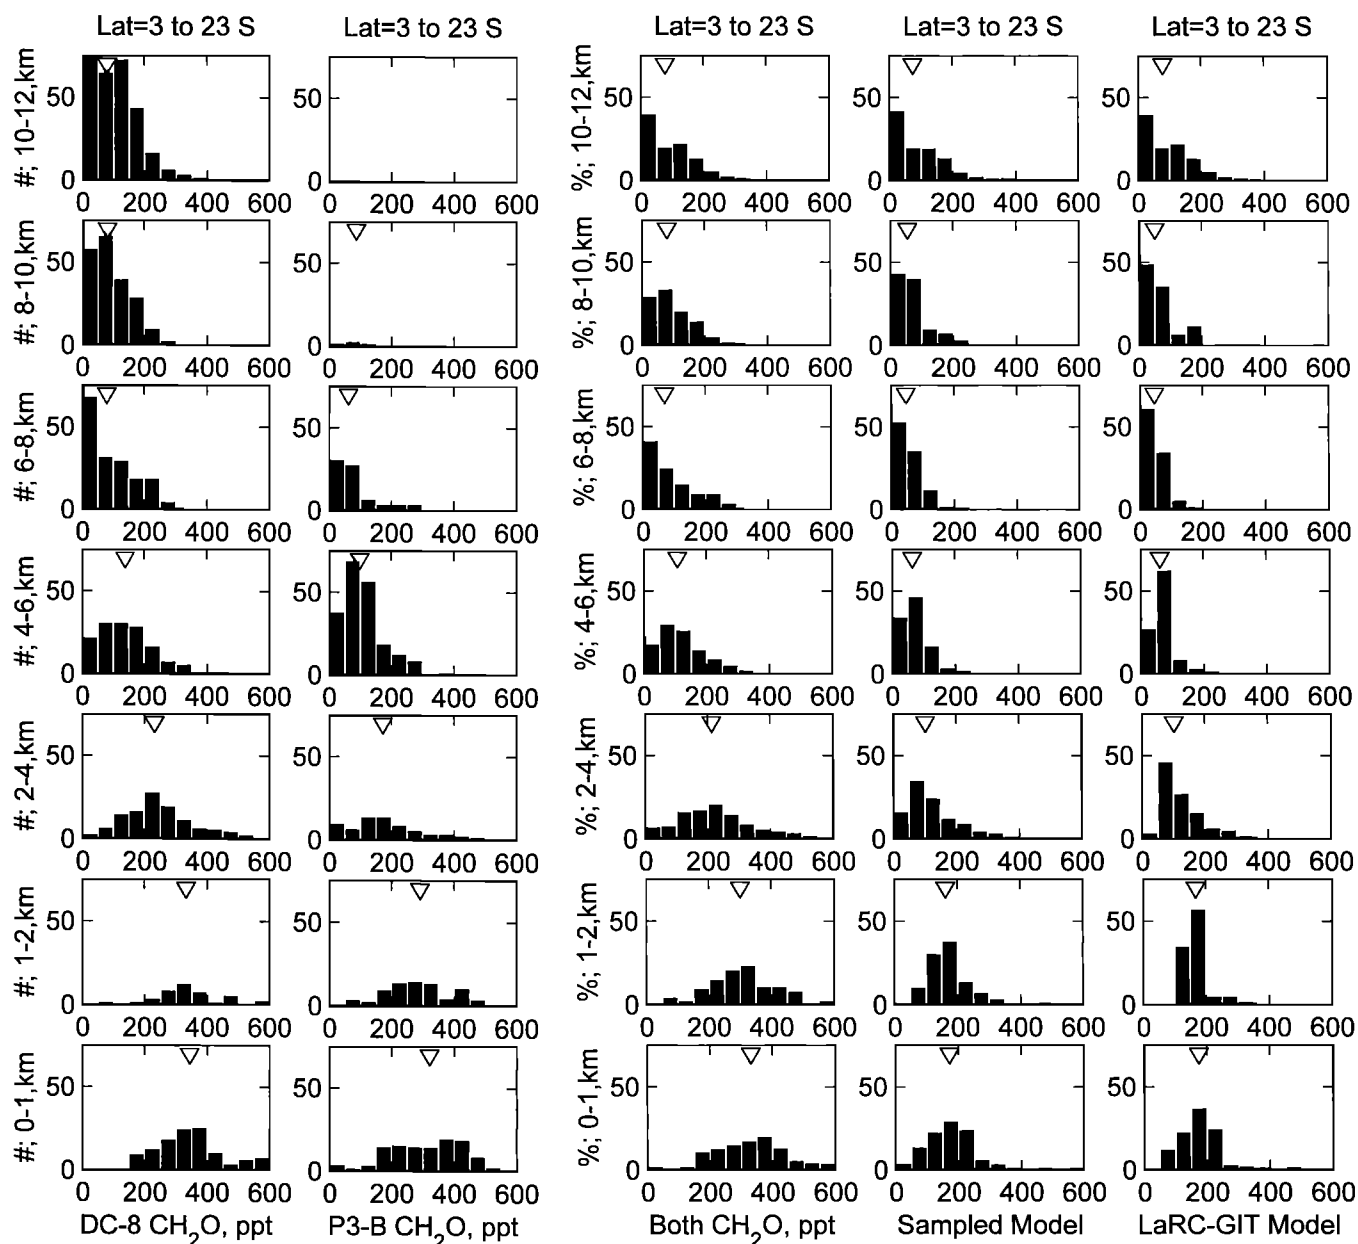 Lat=3 to 23 S Lat=3 to 23 S Lat=3 to 23 S Lat=3 to 23 S Lat=3 to 23 S
#; 10-12,km 50 0 50 0 %; 10-12,km 50 0 50 0 50 0
0 200 400 600 0 200 400 600 0 200 400 600 0 200 400 600 0 200 400 600
#; 8-10,km 50 0 50 0 %; 8-10,km 50 0 50 0 50 0
0 200 400 600 0 200 400 600 0 200 400 600 0 200 400 600 0 200 400 600
#; 6-8,km 50 0 50 0 %; 6-8,km 50 0 50 0 50 0
0 200 400 600 0 200 400 600 0 200 400 600 0 200 400 600 0 200 400 600
#; 4-6,km 50 0 50 0 %; 4-6,km 50 0 50 0 50 0
0 200 400 600 0 200 400 600 0 200 400 600 0 200 400 600 0 200 400 600
#; 2-4,km 50 0 50 0 %; 2-4,km 50 0 50 0 50 0
0 200 400 600 0 200 400 600 0 200 400 600 0 200 400 600 0 200 400 600
#; 1-2,km 50 0 50 0 %; 1-2,km 50 0 50 0 50 0
0 200 400 600 0 200 400 600 0 200 400 600 0 200 400 600 0 200 400 600
#; 0-1,km 50 0 50 0 %; 0-1,km 50 0 50 0 50 0
0 200 400 600 0 200 400 600 0 200 400 600 0 200 400 600 0 200 400 600
DC-8 CH₂O, ppt P3-B CH₂O, ppt Both CH₂O, ppt Sampled Model LaRC-GIT Model